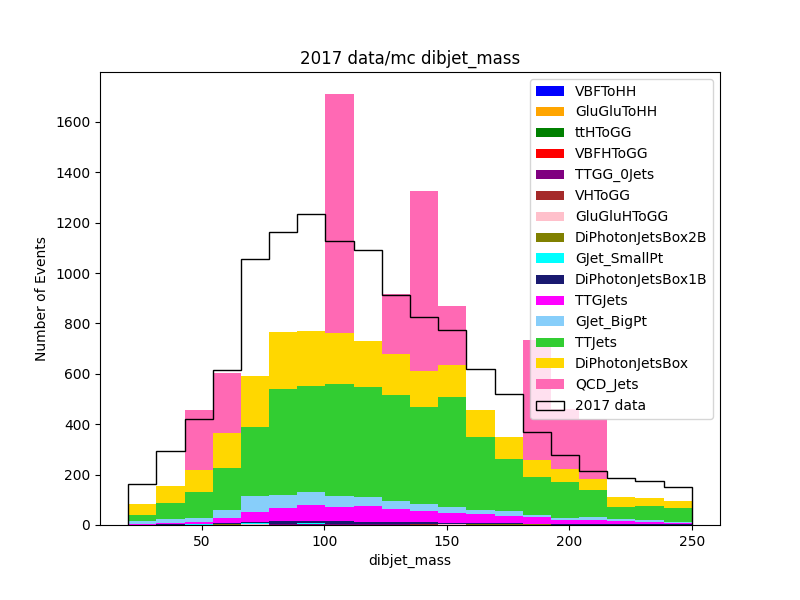 2017 data/mc dibjet_mass
Number of Events
1600
1400
1200
1000
800
600
400
200
0
50
100
150
200
250
dibjet_mass
VBFToHH
GluGluToHH
ttHToGG
VBFHToGG
TTGG_0Jets
VHToGG
GluGluHToGG
DiPhotonJetsBox2B
GJet_SmallPt
DiPhotonJetsBox1B
TTGJets
GJet_BigPt
TTJets
DiPhotonJetsBox
QCD_Jets
2017 data